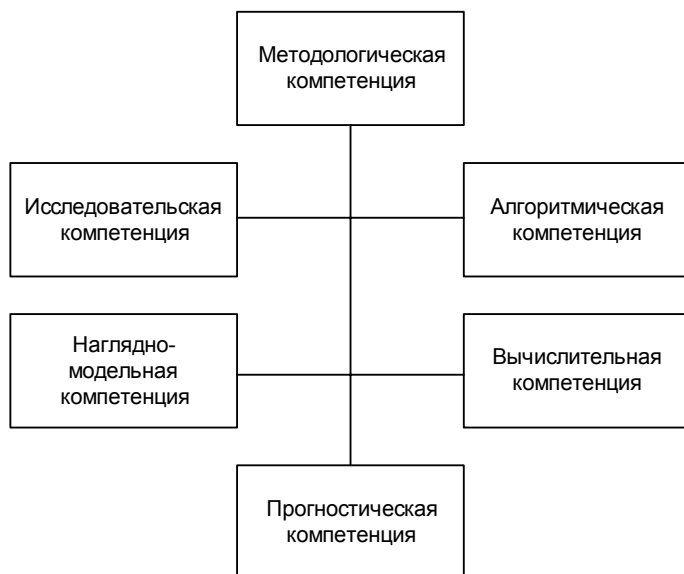 Методологическая
компетенция
Исследовательская
компетенция
Алгоритмическая
компетенция
Наглядно-
модельная
компетенция
Вычислительная
компетенция
Прогностическая
компетенция